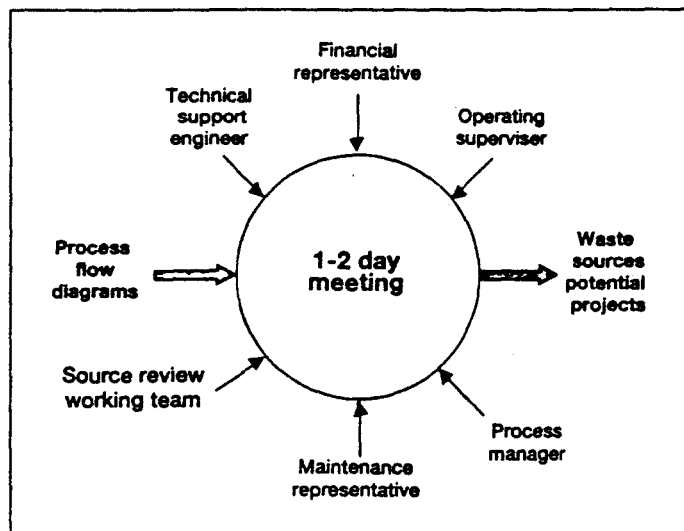 Financial
representative
Technical
support
engineer
Operating
superviser
Process
flow
diagrams
1-2 day
meeting
Waste
sources
potential
projects
Source review
working team
Process
manager
Maintenance
representative